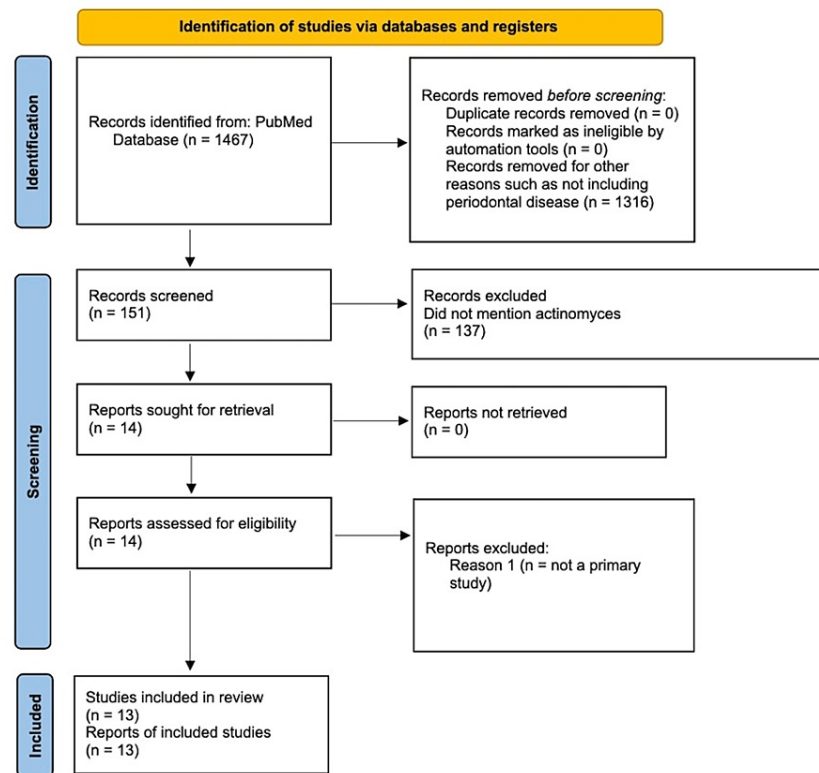 Identification of studies via databases and registers
Identification
Records identified from: PubMed
Database (n = 1467)
Records removed before screening:
Duplicate records removed (n = 0)
Records marked as ineligible by
automation tools (n = 0)
Records removed for other
reasons such as not including
periodontal disease (n = 1316)
Screening
Records screened
(n = 151)
Records excluded
Did not mention actinomyces
(n = 137)
Reports sought for retrieval
(n = 14)
Reports not retrieved
(n = 0)
Reports assessed for eligibility
(n = 14)
Reports excluded:
Reason 1 (n = not a primary
study)
Included
Studies included in review
(n = 13)
Reports of included studies
(n = 13)